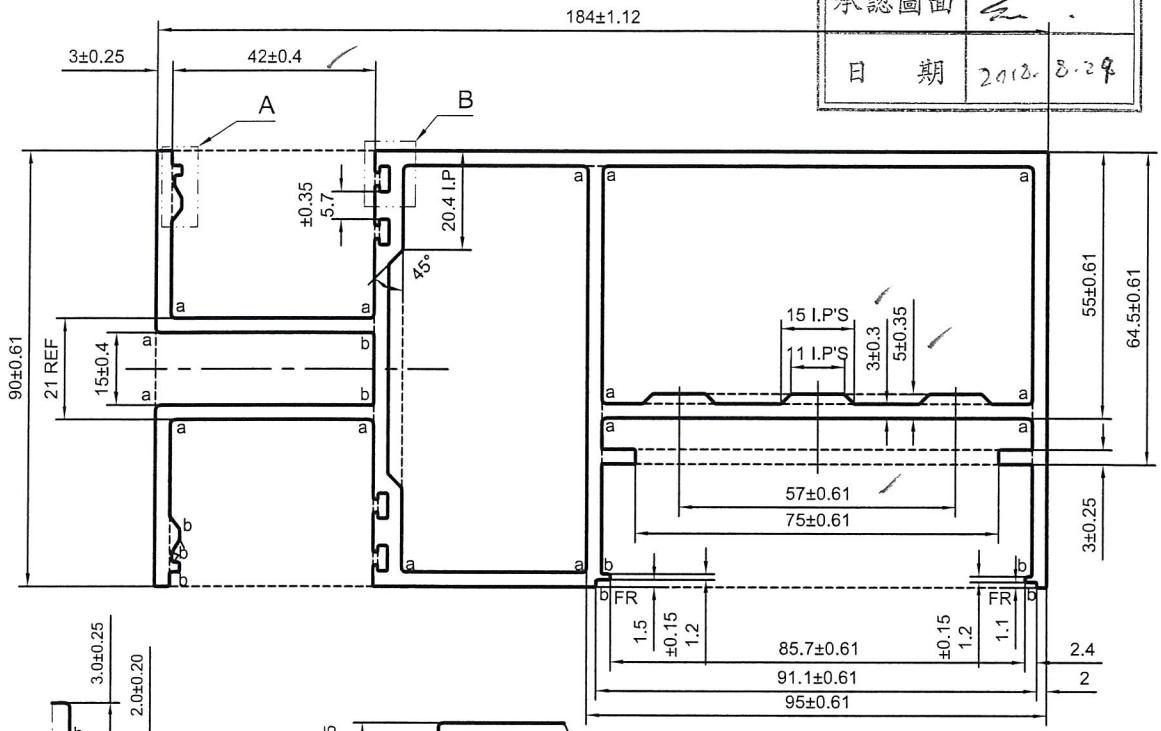 184±1.12
承認圖面
日 期 2018. 8.29
3±0.25
42±0.4
A
B
a
a
a
a
±0.35
5.7
20.4 I.P
45°
15 I.P'S
11 I.P'S
3±0.3
5±0.35
55±0.61
64.5±0.61
90±0.61
21 REF
15±0.4
a
b
a
b
a
a
a
a
a
a
a
a
57±0.61
75±0.61
3±0.25
b
b
b
a
a
b
b
b FR
FR b
1.5
±0.15
1.2
±0.15
1.2
1.1
85.7±0.61
2.4
91.1±0.61
2
95±0.61
3.0±0.25
2.0±0.20